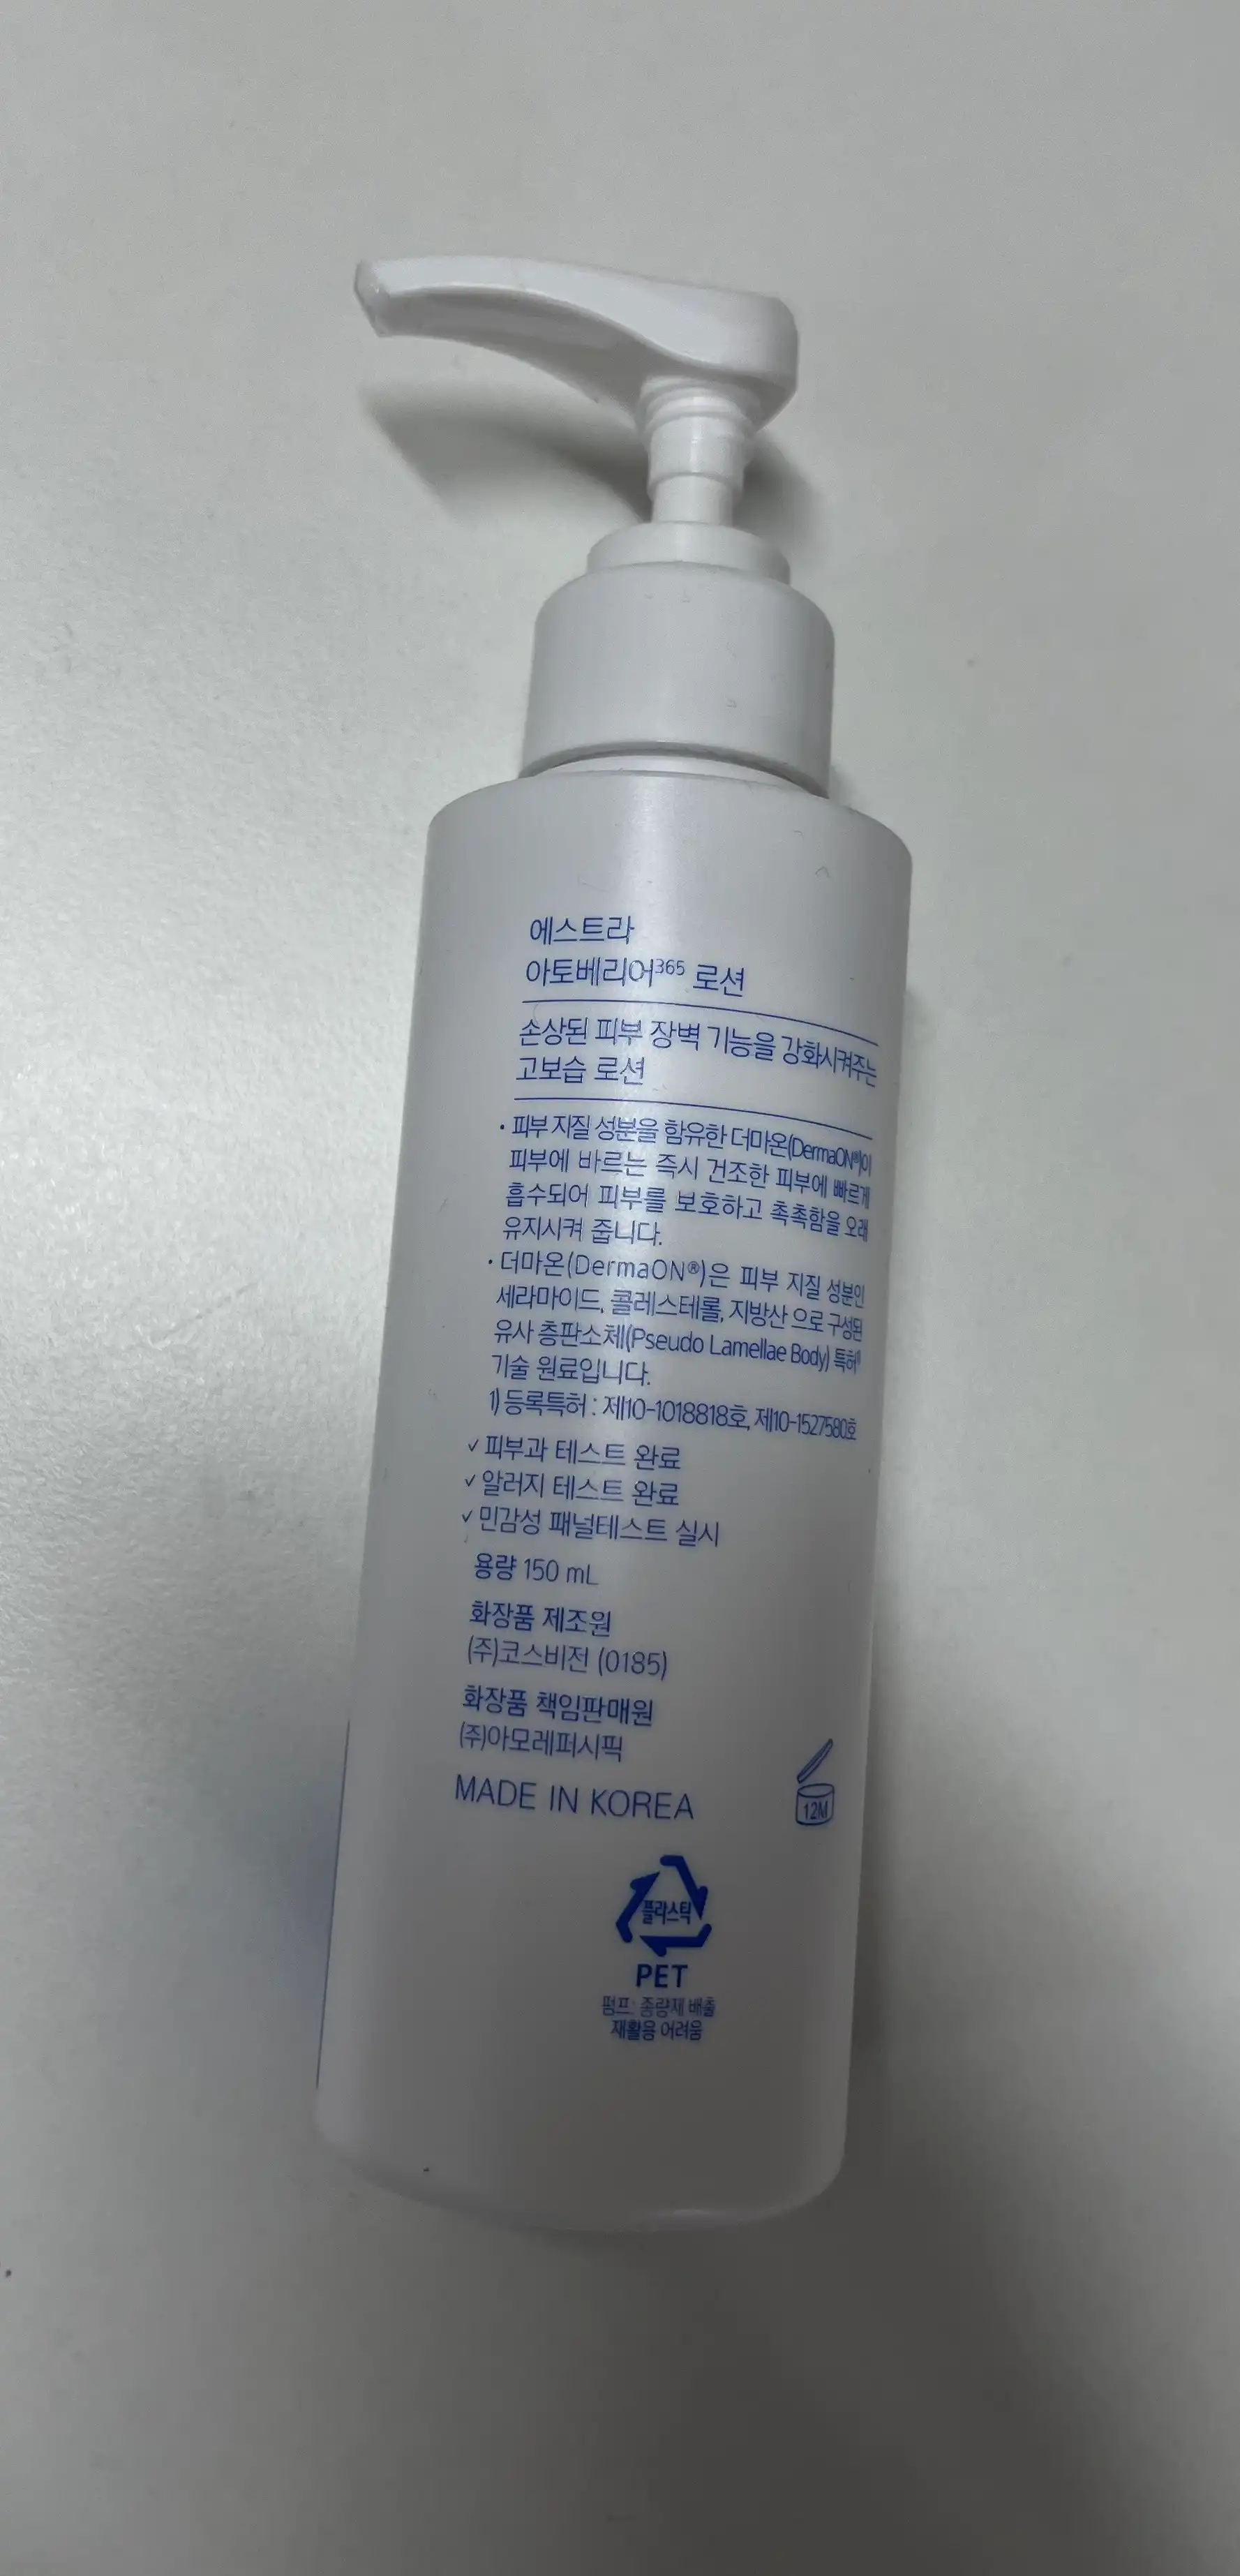 에스트라
아토베리어³⁶⁵ 로션
손상된 피부 장벽 기능을 강화시켜주는
고보습 로션
• 피부 지질 성분을 함유한 더마온(DermaON®)이
피부에 바르는 즉시 건조한 피부에 빠르게
흡수되어 피부를 보호하고 촉촉함을 오래
유지시켜 줍니다.
• 더마온(DermaON®)은 피부 지질 성분인
세라마이드, 콜레스테롤, 지방산 으로 구성된
유사 층판소체(Pseudo Lamellae Body) 특허¹⁾
기술 원료입니다.
1) 등록특허 : 제10-1018818호, 제10-1527580호
✓ 피부과 테스트 완료
✓ 알러지 테스트 완료
✓ 민감성 패널테스트 실시
용량 150 mL
화장품 제조원
(주)코스비전 (0185)
화장품 책임판매원
(주)아모레퍼시픽
MADE IN KOREA
12M
플라스틱
PET
펌프: 종량제 배출
재활용 어려움